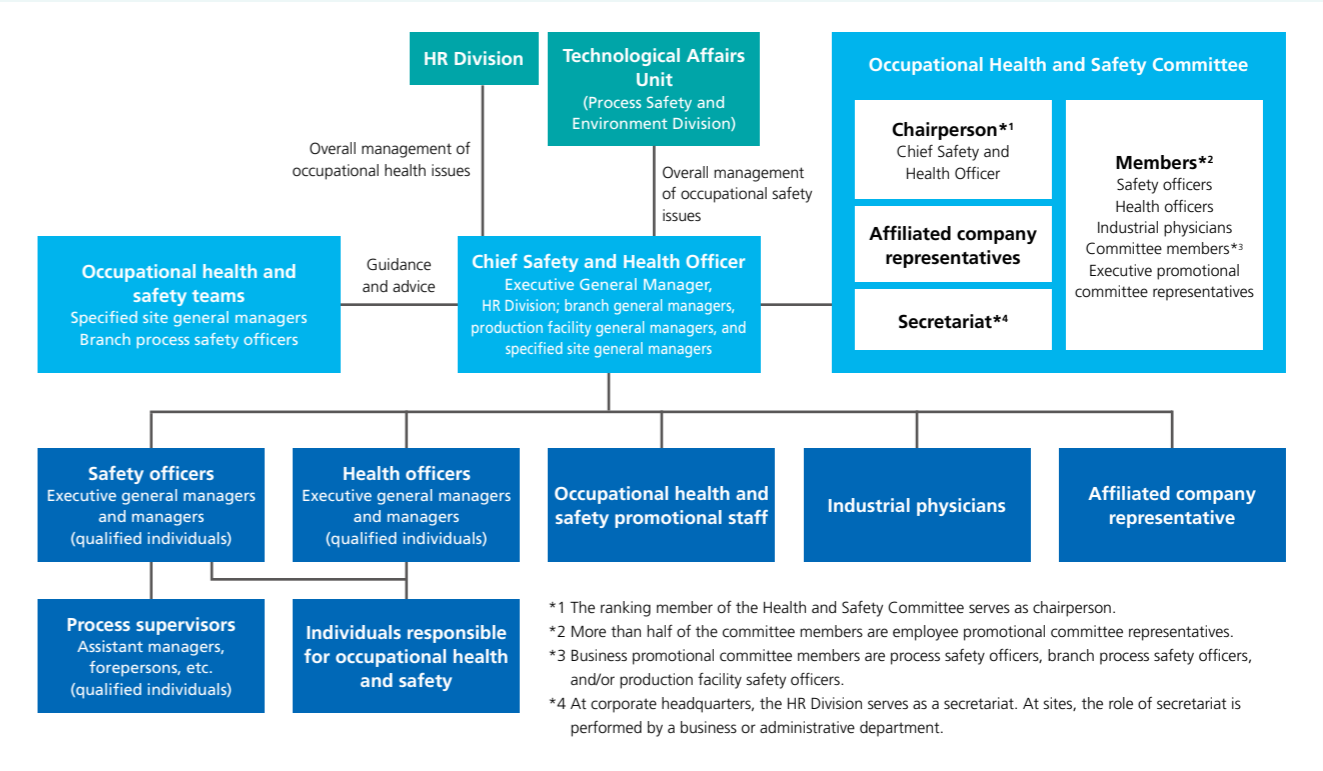 HR Division
Technological Affairs
Unit
(Process Safety and
Environment Division)
Overall management of
occupational health issues
Overall management
of occupational safety
issues
Occupational Health and Safety Committee
Chairperson*1
Chief Safety and
Health Officer
Affiliated company
representatives
Secretariat*4
Members*2
Safety officers
Health officers
Industrial physicians
Committee members*3
Executive promotional
committee representatives
Occupational health and
safety teams
Specified site general managers
Branch process safety officers
Guidance
and advice
Chief Safety and Health Officer
Executive General Manager,
HR Division; branch general managers,
production facility general managers, and
specified site general managers
Safety officers
Executive general managers
and managers
(qualified individuals)
Health officers
Executive general managers
and managers
(qualified individuals)
Occupational health and
safety promotional staff
Industrial physicians
Affiliated company
representative
Process supervisors
Assistant managers,
forepersons, etc.
(qualified individuals)
Individuals responsible
for occupational health
and safety
*1 The ranking member of the Health and Safety Committee serves as chairperson.
*2 More than half of the committee members are employee promotional committee representatives.
*3 Business promotional committee members are process safety officers, branch process safety officers,
and/or production facility safety officers.
*4 At corporate headquarters, the HR Division serves as a secretariat. At sites, the role of secretariat is
performed by a business or administrative department.